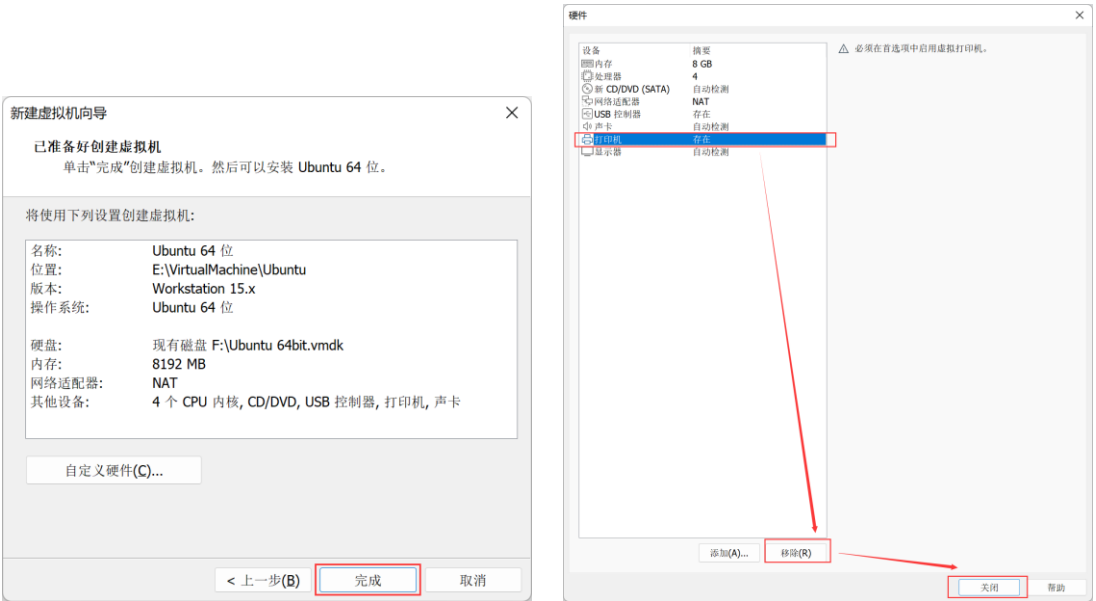 新建虚拟机向导
已准备好创建虚拟机
单击“完成”创建虚拟机。然后可以安装 Ubuntu 64 位。
将使用下列设置创建虚拟机:
名称: Ubuntu 64 位
位置: E:\VirtualMachine\Ubuntu
版本: Workstation 15.x
操作系统: Ubuntu 64 位
硬盘: 现有磁盘 F:\Ubuntu 64bit.vmdk
内存: 8192 MB
网络适配器: NAT
其他设备: 4 个 CPU 内核, CD/DVD, USB 控制器, 打印机, 声卡
自定义硬件(C)...
< 上一步(B) 完成 取消
硬件
设备 摘要
内存 8 GB
处理器 4
新 CD/DVD (SATA) 自动检测
网络适配器 NAT
USB 控制器 存在
声卡 自动检测
打印机 存在
显示器 自动检测
必须在首选项中启用虚拟打印机。
添加(A)... 移除(R)
关闭 帮助